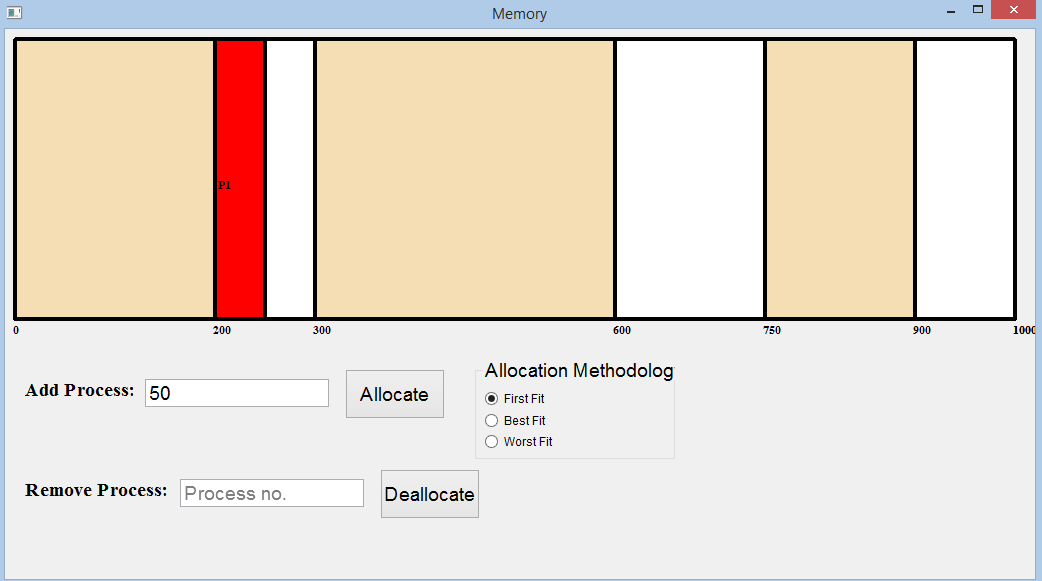 Memory
P1
0 200 300 600 750 900 1000
Allocation Methodolog
Add Process: 50 Allocate
First Fit
Best Fit
Worst Fit
Remove Process: Process no. Deallocate